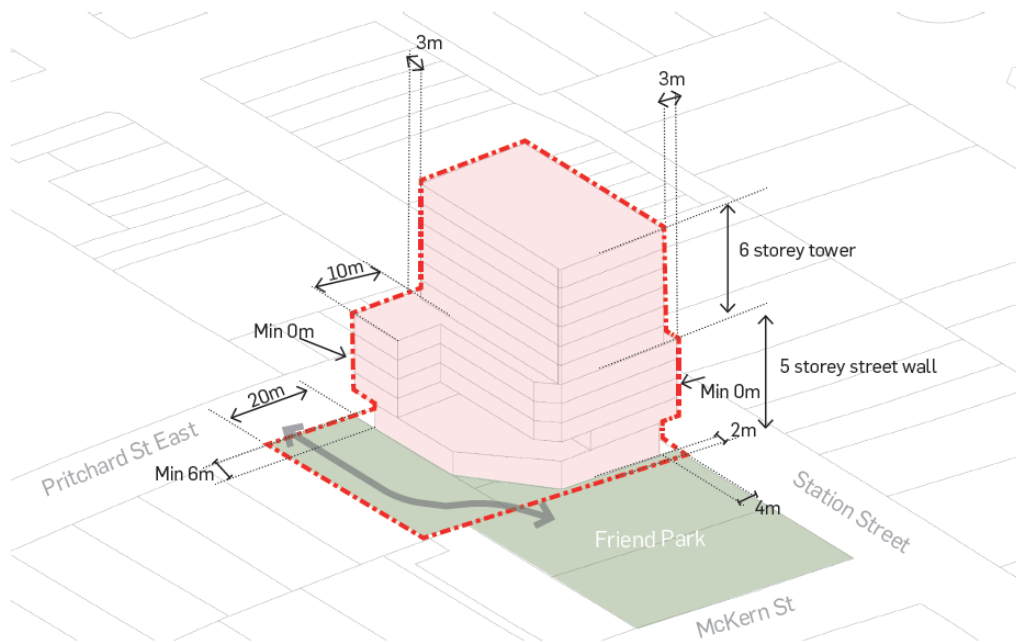 3m
3m
6 storey tower
10m
Min 0m
5 storey street wall
Min 0m
20m
2m
Pritchard St East
Min 6m
4m
Station Street
Friend Park
McKern St